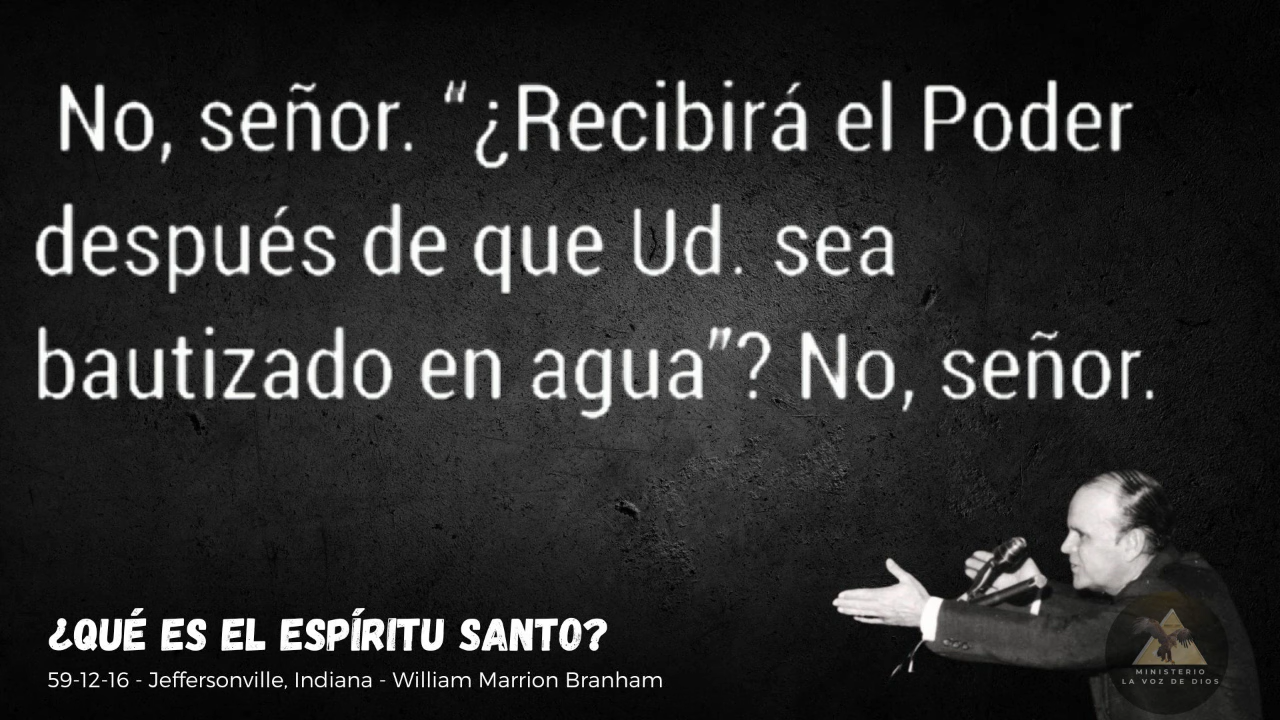 No, señor. “¿Recibirá el Poder
después de que Ud. sea
bautizado en agua”? No, señor.
¿QUÉ ES EL ESPÍRITU SANTO?
59-12-16 - Jeffersonville, Indiana - William Marrion Branham
MINISTERIO
LA VOZ DE DIOS